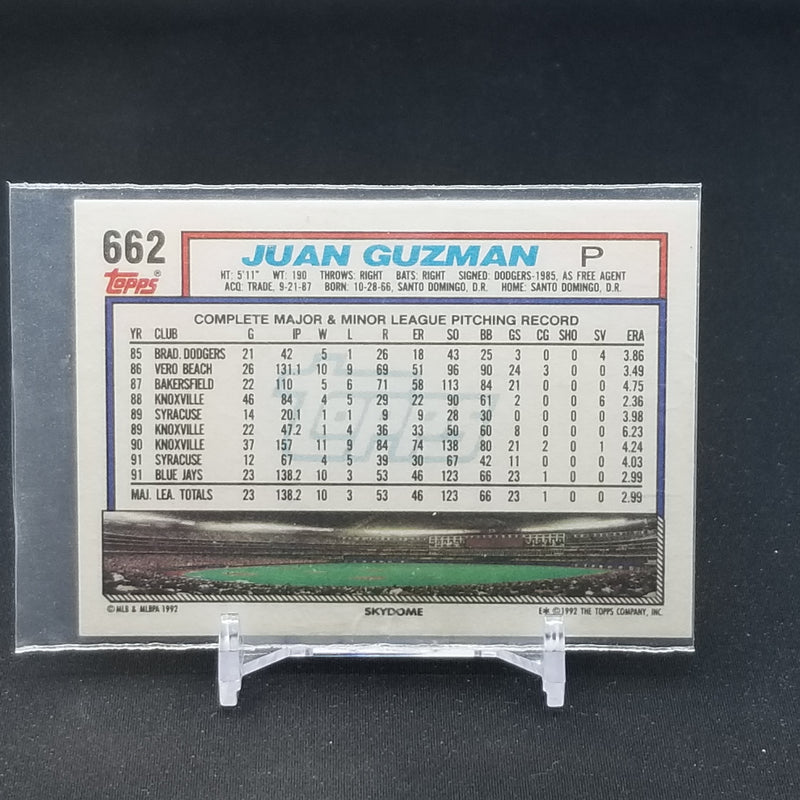 662
topps®
JUAN GUZMAN P
HT: 5'11" WT: 190 THROWS: RIGHT BATS: RIGHT SIGNED: DODGERS-1985, AS FREE AGENT
ACQ: TRADE, 9-21-87 BORN: 10-28-66, SANTO DOMINGO, D.R. HOME: SANTO DOMINGO, D.R.
COMPLETE MAJOR & MINOR LEAGUE PITCHING RECORD
YR CLUB G IP W L R ER SO BB GS CG SHO SV ERA
85 BRAD. DODGERS 21 42 5 1 26 18 43 25 3 0 0 4 3.86
86 VERO BEACH 26 131.1 10 9 69 51 96 90 24 3 0 0 3.49
87 BAKERSFIELD 22 110 5 6 71 58 113 84 21 0 0 0 4.75
88 KNOXVILLE 46 84 4 5 29 22 90 61 2 0 0 6 2.36
89 SYRACUSE 14 20.1 1 1 9 9 28 30 0 0 0 0 3.98
89 KNOXVILLE 22 47.2 1 4 36 33 50 60 8 0 0 0 6.23
90 KNOXVILLE 37 157 11 9 84 74 138 80 21 2 0 1 4.24
91 SYRACUSE 12 67 4 5 39 30 67 42 11 0 0 0 4.03
91 BLUE JAYS 23 138.2 10 3 53 46 123 66 23 1 0 0 2.99
MAJ. LEA. TOTALS 23 138.2 10 3 53 46 123 66 23 1 0 0 2.99
topps
© MLB & MLBPA 1992 SKYDOME E* © 1992 THE TOPPS COMPANY, INC.